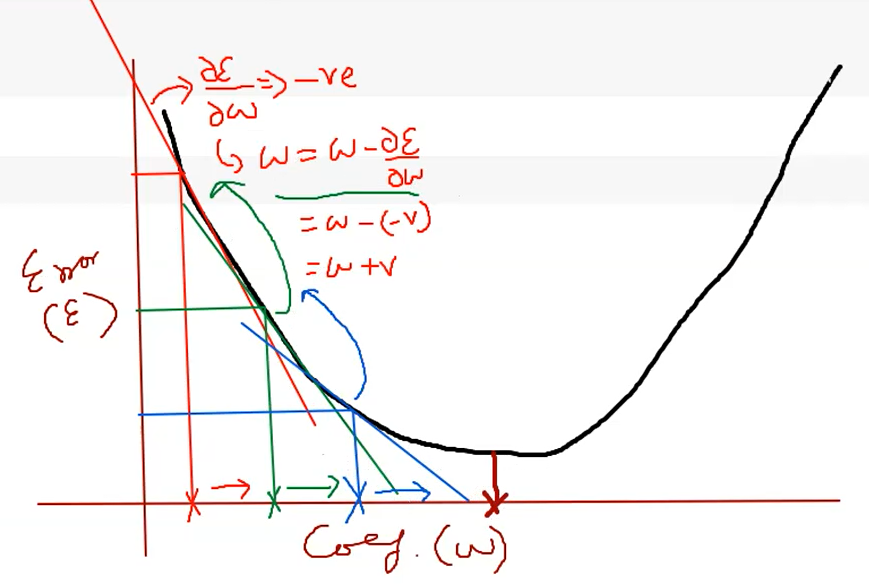 ∂ε/∂ω ⇒ -ve
↳ ω = ω - ∂ε/∂ω
= ω - (-v)
= ω + v
Error
(ε)
Coef. (ω)